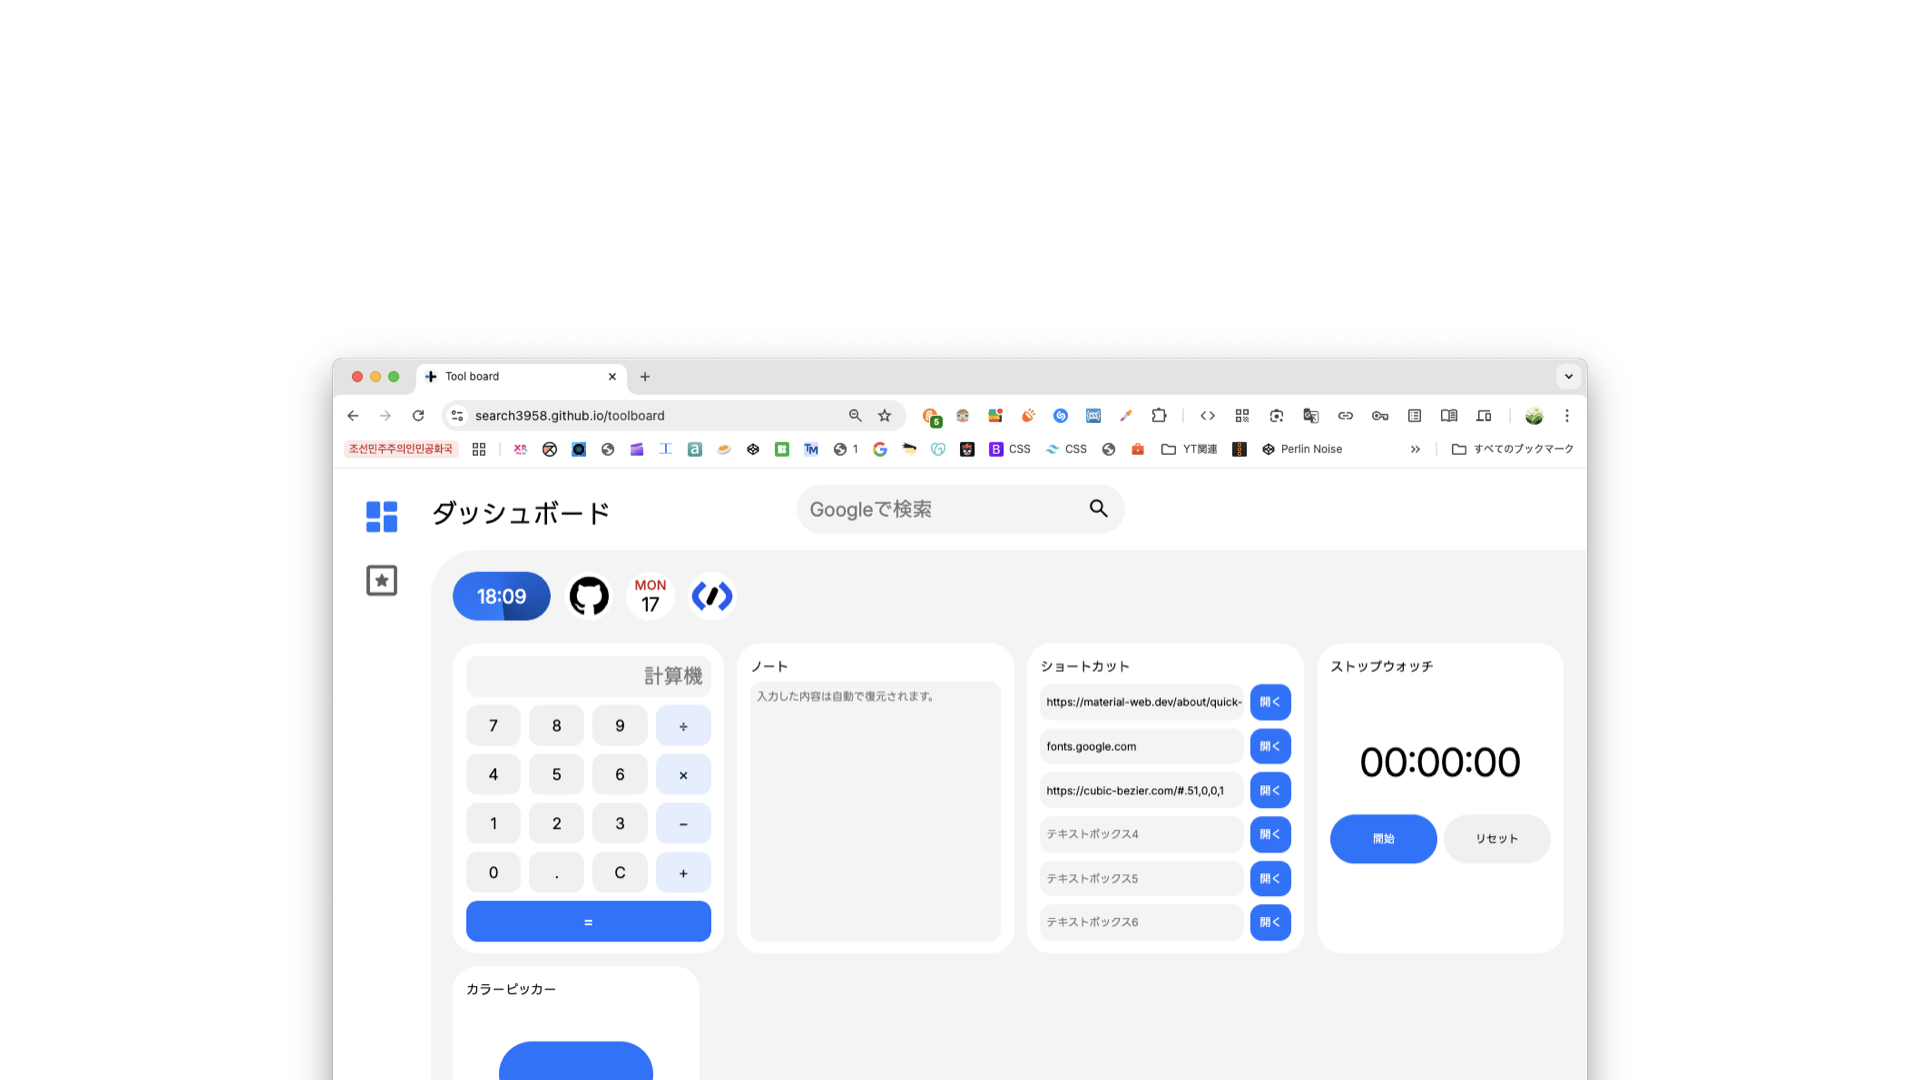 Tool board
search3958.github.io/toolboard
5
조선민주주의인민공화국
XR
a
TM
1
B CSS
CSS
YT関連
Perlin Noise
すべてのブックマーク
ダッシュボード
Googleで検索
18:09
MON
17
計算機
7 8 9 ÷
4 5 6 ×
1 2 3 −
0 . C +
=
ノート
入力した内容は自動で復元されます。
ショートカット
https://material-web.dev/about/quick-
開く
fonts.google.com
開く
https://cubic-bezier.com/#.51,0,0,1
開く
テキストボックス4
開く
テキストボックス5
開く
テキストボックス6
開く
ストップウォッチ
00:00:00
開始
リセット
カラーピッカー